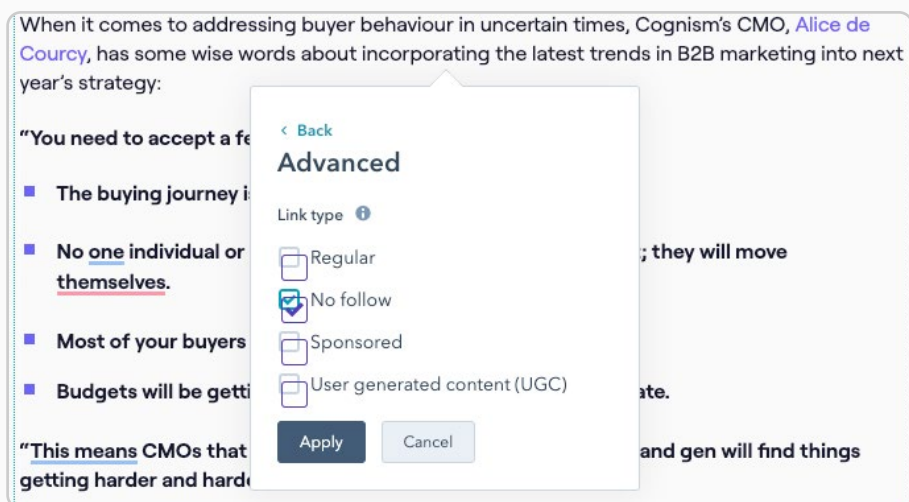 When it comes to addressing buyer behaviour in uncertain times, Cognism's CMO, Alice de
Courcy, has some wise words about incorporating the latest trends in B2B marketing into next
year's strategy:
"You need to accept a
< Back
Advanced
The buying journey
Link type
Regular
No one individual or
; they will move
themselves.
No follow
Most of your buyers
Sponsored
Budgets will be
User generated content (UGC)
Apply
Cancel
"This means CMOs that
and gen will find things
getting harder and